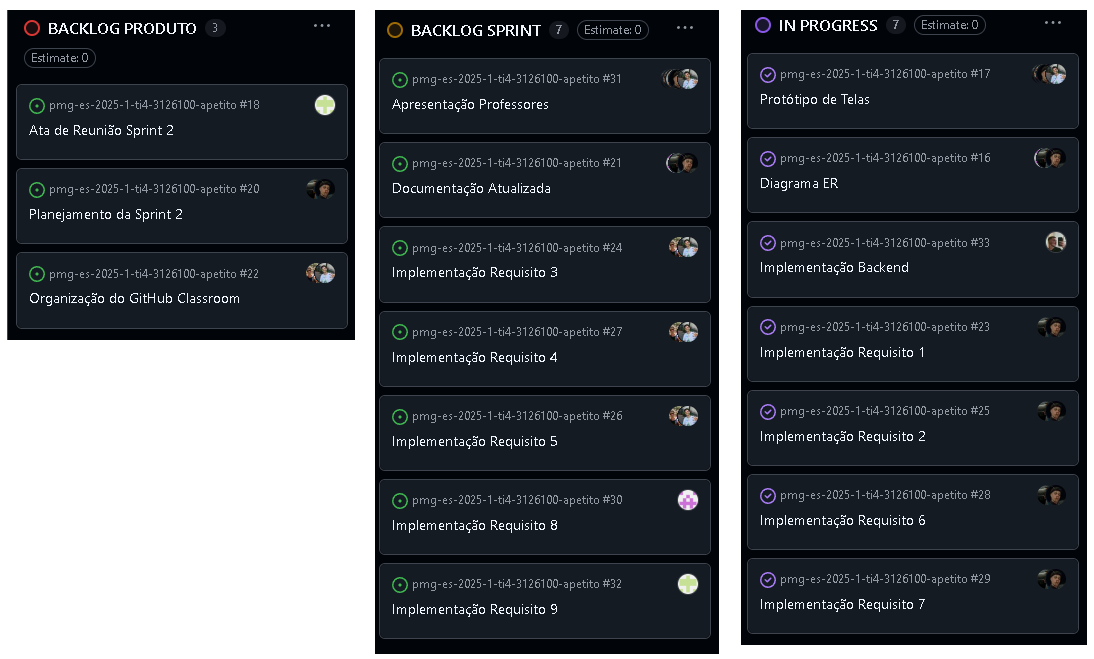 BACKLOG PRODUTO 3 ...
Estimate: 0
pmg-es-2025-1-ti4-3126100-apetito #18
Ata de Reunião Sprint 2
pmg-es-2025-1-ti4-3126100-apetito #20
Planejamento da Sprint 2
pmg-es-2025-1-ti4-3126100-apetito #22
Organização do GitHub Classroom
BACKLOG SPRINT 7 Estimate: 0 ...
pmg-es-2025-1-ti4-3126100-apetito #31
Apresentação Professores
pmg-es-2025-1-ti4-3126100-apetito #21
Documentação Atualizada
pmg-es-2025-1-ti4-3126100-apetito #24
Implementação Requisito 3
pmg-es-2025-1-ti4-3126100-apetito #27
Implementação Requisito 4
pmg-es-2025-1-ti4-3126100-apetito #26
Implementação Requisito 5
pmg-es-2025-1-ti4-3126100-apetito #30
Implementação Requisito 8
pmg-es-2025-1-ti4-3126100-apetito #32
Implementação Requisito 9
IN PROGRESS 7 Estimate: 0 ...
pmg-es-2025-1-ti4-3126100-apetito #17
Protótipo de Telas
pmg-es-2025-1-ti4-3126100-apetito #16
Diagrama ER
pmg-es-2025-1-ti4-3126100-apetito #33
Implementação Backend
pmg-es-2025-1-ti4-3126100-apetito #23
Implementação Requisito 1
pmg-es-2025-1-ti4-3126100-apetito #25
Implementação Requisito 2
pmg-es-2025-1-ti4-3126100-apetito #28
Implementação Requisito 6
pmg-es-2025-1-ti4-3126100-apetito #29
Implementação Requisito 7